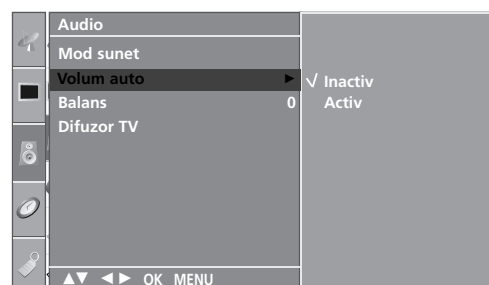 Audio
Mod sunet
Volum auto ▶
Balans 0
Difuzor TV
▲▼ ◀▶ OK MENU
√ Inactiv
Activ